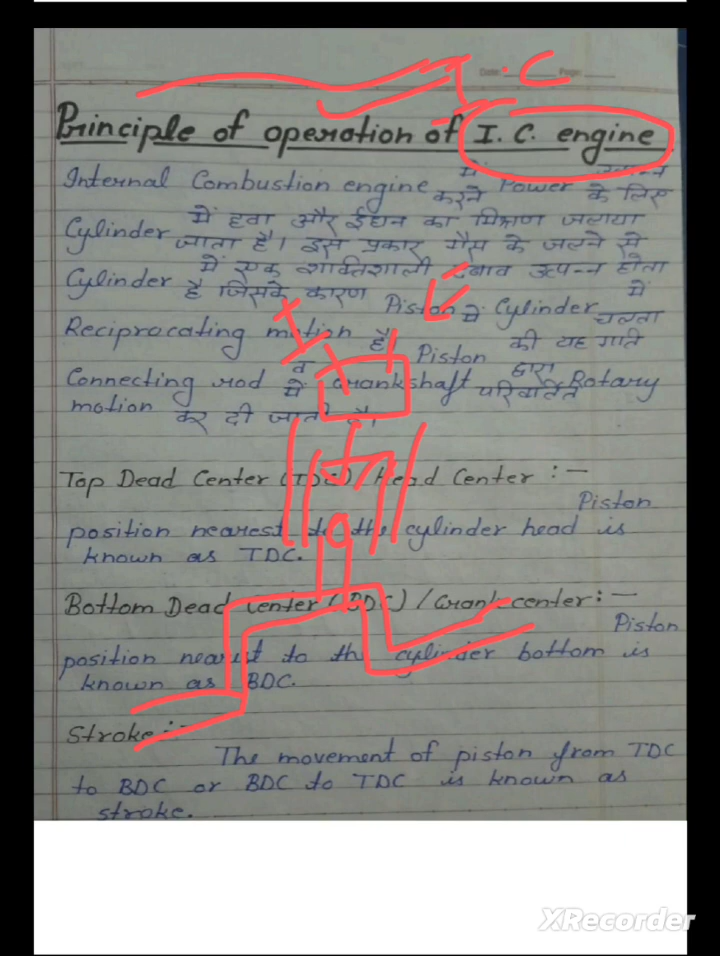 Date: Page:
I. C
Principle of operation of I. C. engine
Internal Combustion engine में
करने Power के लिए
Cylinder में हवा और ईंधन का मिश्रण जलाया
जाता है। इस प्रकार गैस के जलने से
Cylinder में एक शक्तिशाली दबाव उत्पन्न होता
है जिसके कारण Piston में Cylinder में
Reciprocating motion है। चलता
Piston की यह गति
Connecting rod व Crankshaft द्वारा Rotary
motion में परिवर्तित कर दी जाती है।
Top Dead Center (TDC) / Head Center :-
Piston
position nearest to the cylinder head is
known as TDC.
Bottom Dead Center (BDC) / Crank center:-
Piston
position nearest to the cylinder bottom is
known as BDC.
Stroke:-
The movement of piston from TDC
to BDC or BDC to TDC is known as
stroke.
XRecorder